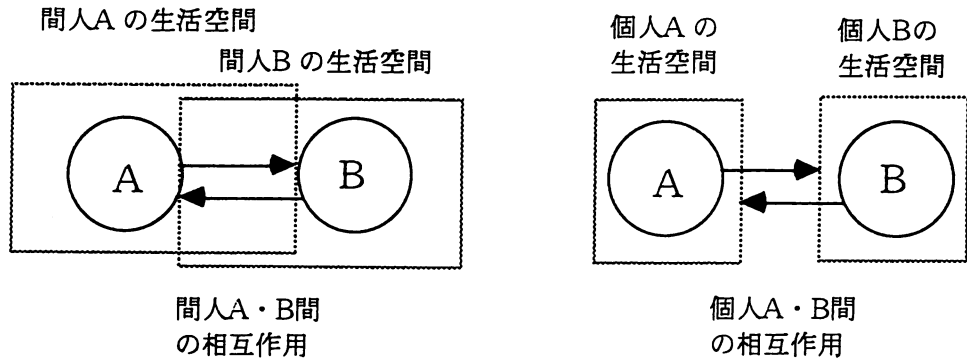 間人A の生活空間
間人B の生活空間
A
B
間人A・B間
の相互作用
個人A の
生活空間
個人Bの
生活空間
A
B
個人A・B間
の相互作用